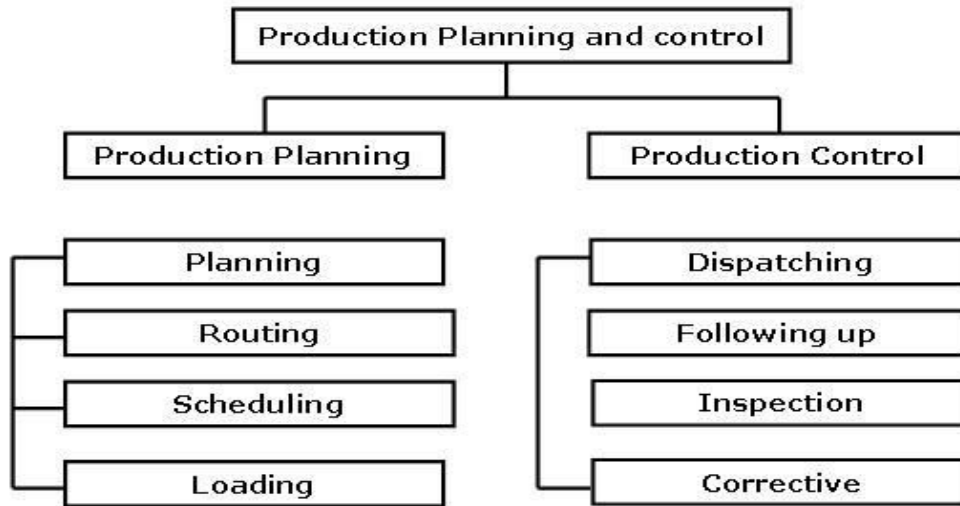 Production Planning and control
Production Planning
Production Control
Planning
Routing
Scheduling
Loading
Dispatching
Following up
Inspection
Corrective